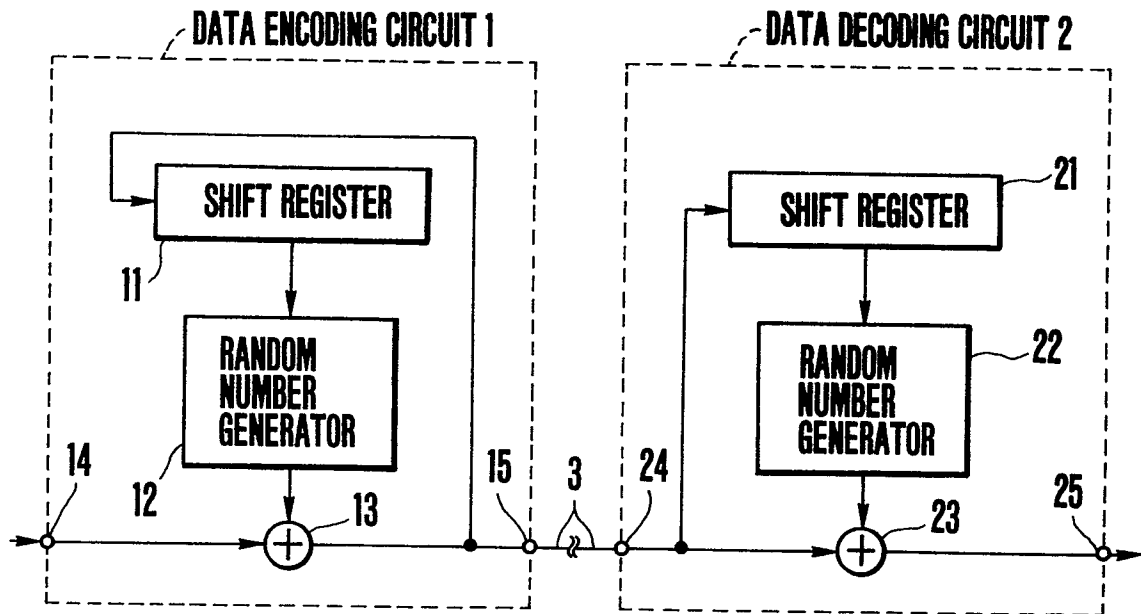 DATA ENCODING CIRCUIT 1
DATA DECODING CIRCUIT 2
SHIFT REGISTER
11
RANDOM
NUMBER
GENERATOR
12
13
14
15
3
SHIFT REGISTER
21
RANDOM
NUMBER
GENERATOR
22
23
24
25